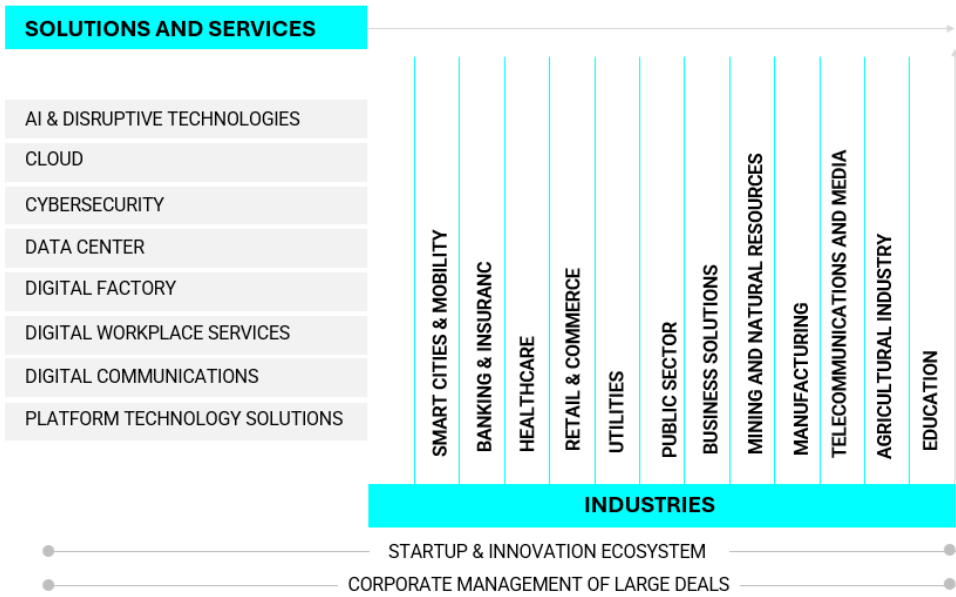 SOLUTIONS AND SERVICES
AI & DISRUPTIVE TECHNOLOGIES
CLOUD
CYBERSECURITY
DATA CENTER
DIGITAL FACTORY
DIGITAL WORKPLACE SERVICES
DIGITAL COMMUNICATIONS
PLATFORM TECHNOLOGY SOLUTIONS
SMART CITIES & MOBILITY
BANKING & INSURANC
HEALTHCARE
RETAIL & COMMERCE
UTILITIES
PUBLIC SECTOR
BUSINESS SOLUTIONS
MINING AND NATURAL RESOURCES
MANUFACTURING
TELECOMMUNICATIONS AND MEDIA
AGRICULTURAL INDUSTRY
EDUCATION
INDUSTRIES
STARTUP & INNOVATION ECOSYSTEM
CORPORATE MANAGEMENT OF LARGE DEALS